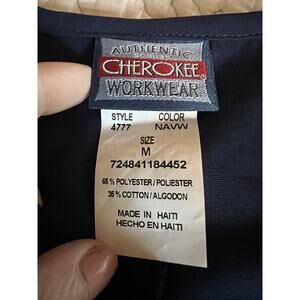 AUTHENTIC
CHEROKEE
WORKWEAR
STYLE COLOR
4777 NAVW
SIZE
M
724841184452
65 % POLYESTER / POLIESTER
35 % COTTON / ALGODON
MADE IN HAITI
HECHO EN HAITI